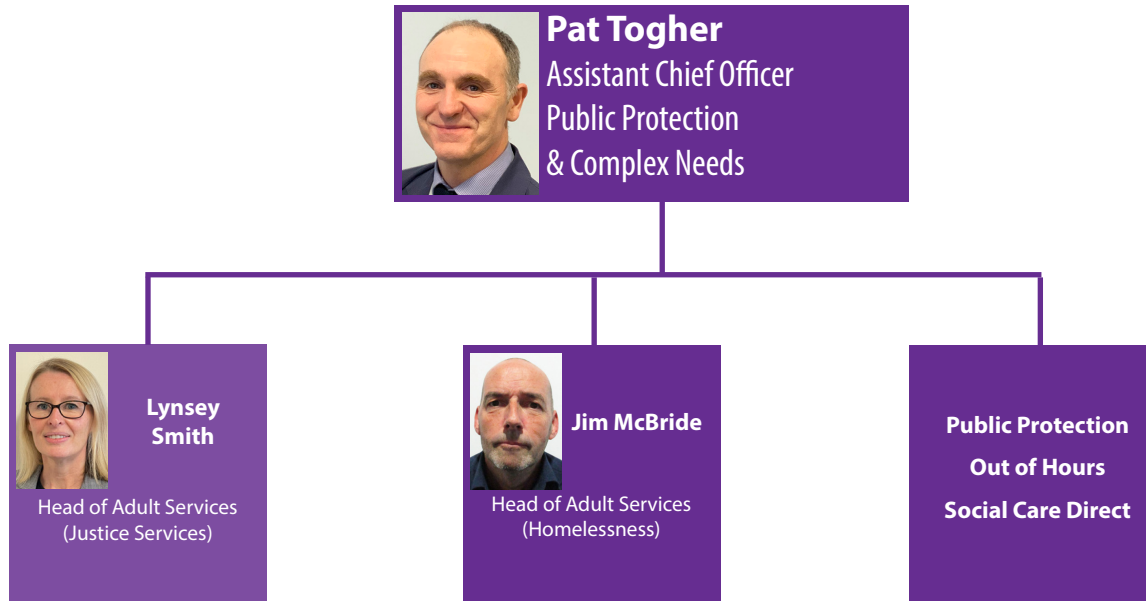 Pat Togher
Assistant Chief Officer
Public Protection
& Complex Needs
Lynsey
Smith
Head of Adult Services
(Justice Services)
Jim McBride
Head of Adult Services
(Homelessness)
Public Protection
Out of Hours
Social Care Direct